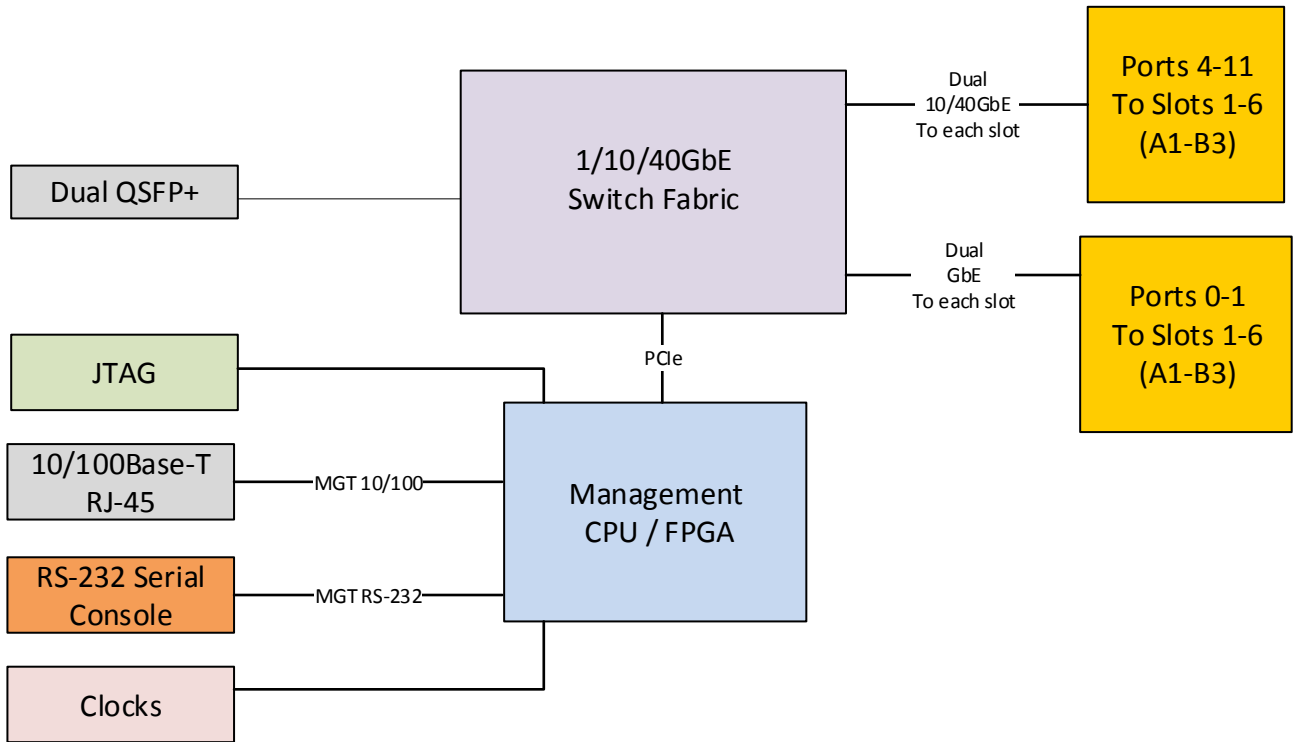 Dual QSFP+
1/10/40GbE
Switch Fabric
Dual
10/40GbE
To each slot
Ports 4-11
To Slots 1-6
(A1-B3)
Dual
GbE
To each slot
Ports 0-1
To Slots 1-6
(A1-B3)
PCIe
JTAG
10/100Base-T
RJ-45
MGT 10/100
Management
CPU / FPGA
RS-232 Serial
Console
MGT RS-232
Clocks